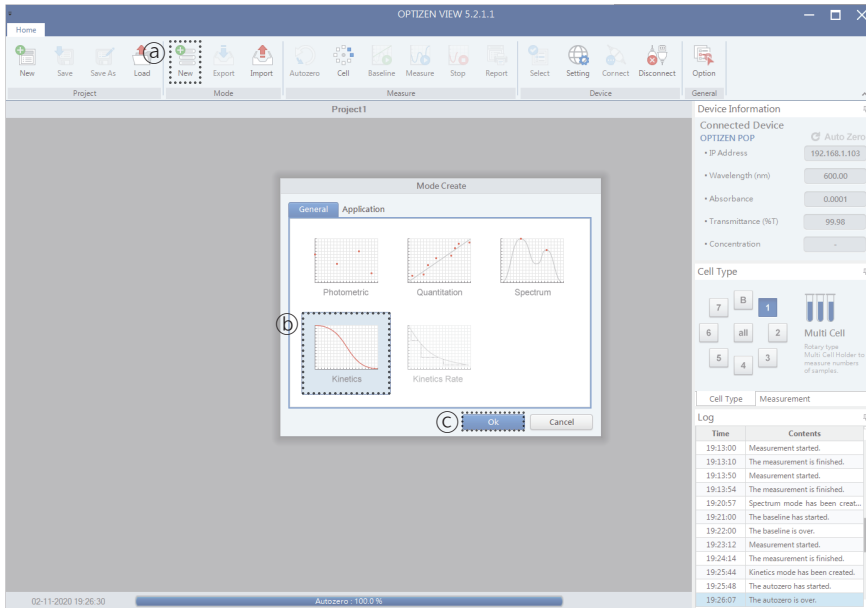 OPTIZEN VIEW 5.2.1.1
Home
New Save Save As Load ⓐ New Export Import Autozero Cell Baseline Measure Stop Report Select Setting Connect Disconnect Option
Project Mode Measure Device General
Project1
Device Information
Connected Device
OPTIZEN POP Auto Zero
• IP Address 192.168.1.103
• Wavelength (nm) 600.00
• Absorbance 0.0001
• Transmittance (%T) 99.98
• Concentration -
Mode Create
General Application
Photometric Quantitation Spectrum
ⓑ
Kinetics Kinetics Rate
ⓒ Ok Cancel
Cell Type
7 B 1
6 all 2
5 4 3
Multi Cell
Rotary type
Multi Cell Holder to
measure numbers
of samples.
Cell Type Measurement
Log
Time Contents
19:13:00 Measurement started.
19:13:10 The measurement is finished.
19:13:50 Measurement started.
19:13:54 The measurement is finished.
19:20:57 Spectrum mode has been creat...
19:21:00 The baseline has started.
19:22:00 The baseline is over.
19:23:12 Measurement started.
19:24:14 The measurement is finished.
19:25:44 Kinetics mode has been created.
19:25:48 The autozero has started.
19:26:07 The autozero is over.
02-11-2020 19:26:30 Autozero : 100.0 %